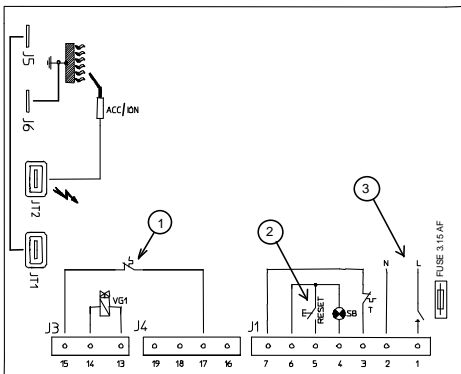 J5
J6
ACC/ION
JT2
JT1
1
2
3
N
L
FUSE 3.15 AF
VG1
RESET
SB
T
J3
J4
J1
15 14 13 19 18 17 16 7 6 5 4 3 2 1